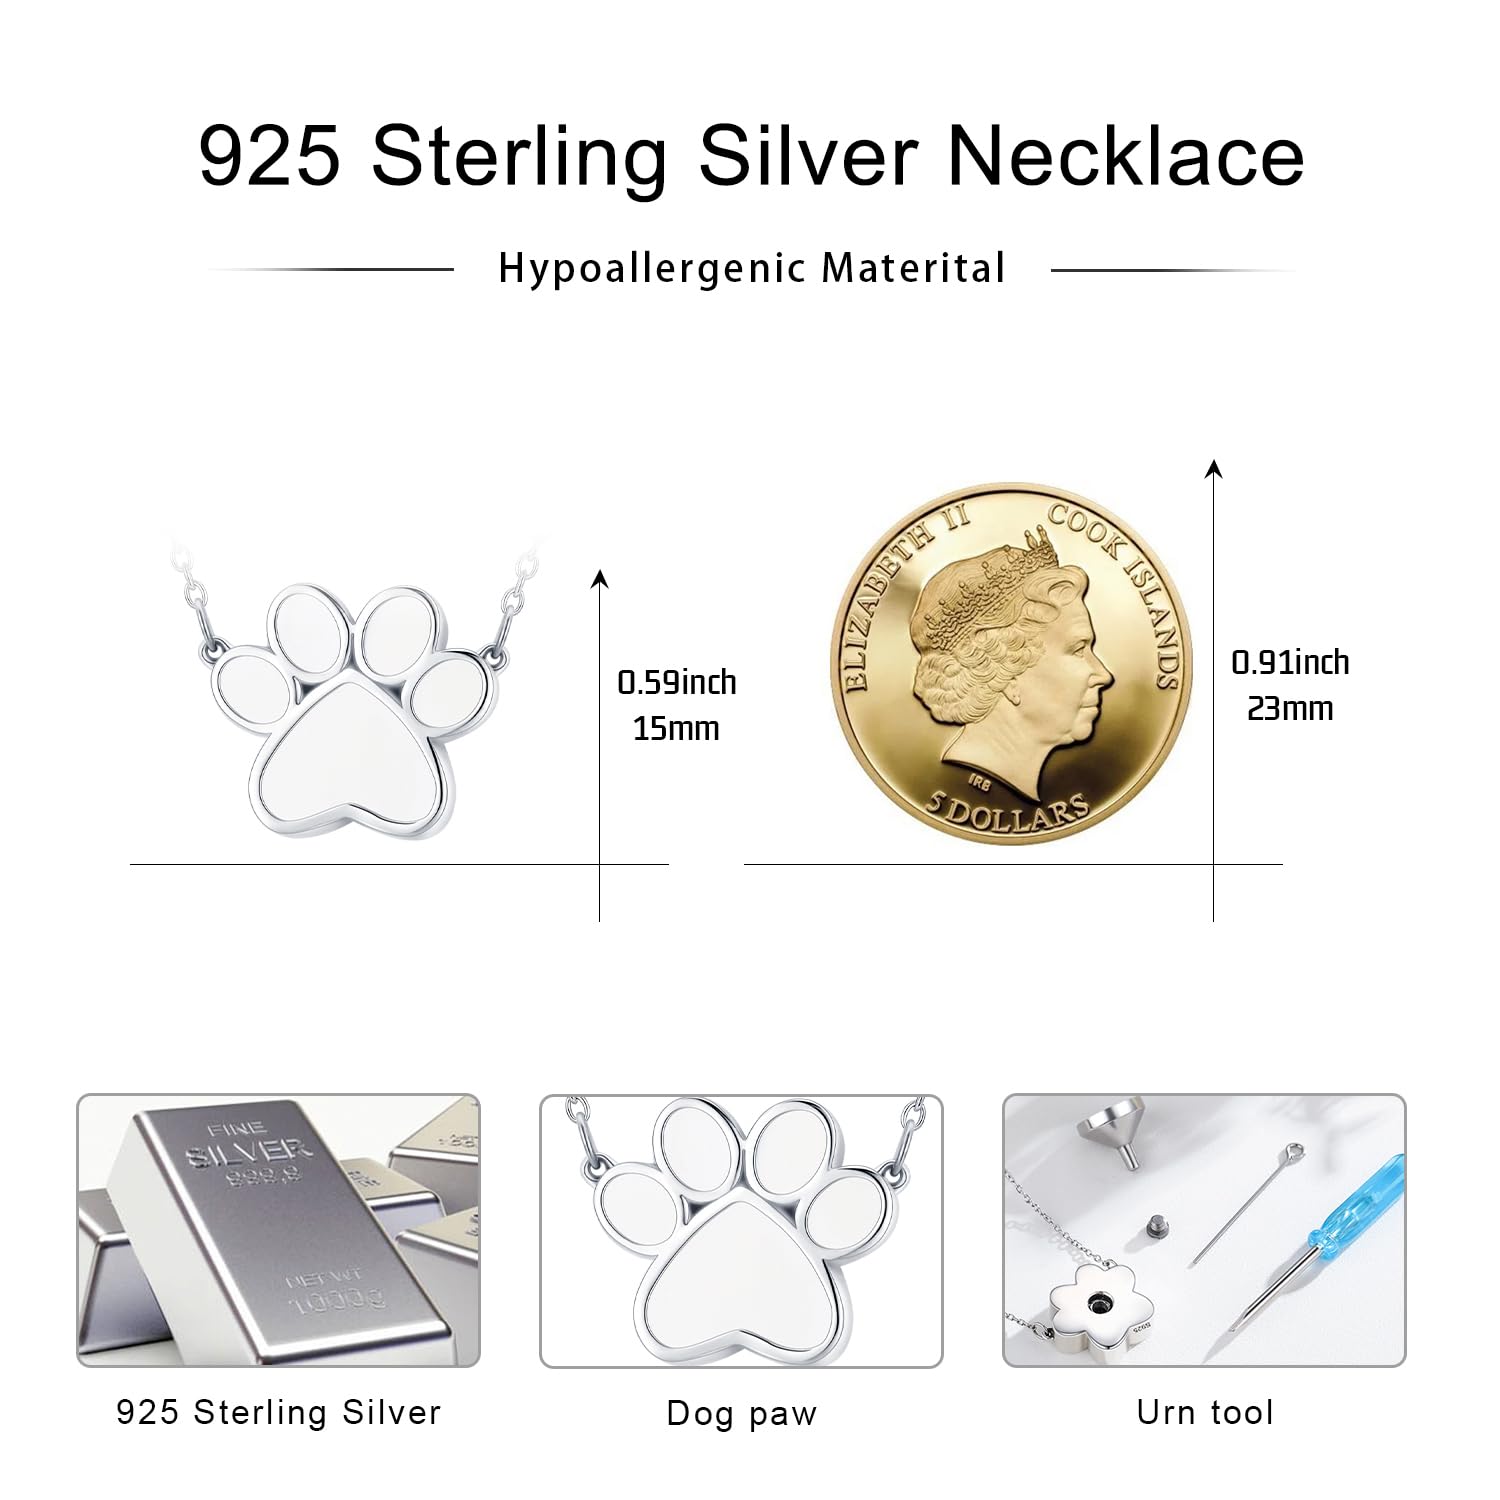 925 Sterling Silver Necklace
Hypoallergenic Materital
0.59inch
15mm
ELIZABETH II
COOK ISLANDS
IRB
5 DOLLARS
0.91inch
23mm
FINE
SILVER
999,9
NET WT
1000g
S925
925 Sterling Silver
Dog paw
Urn tool